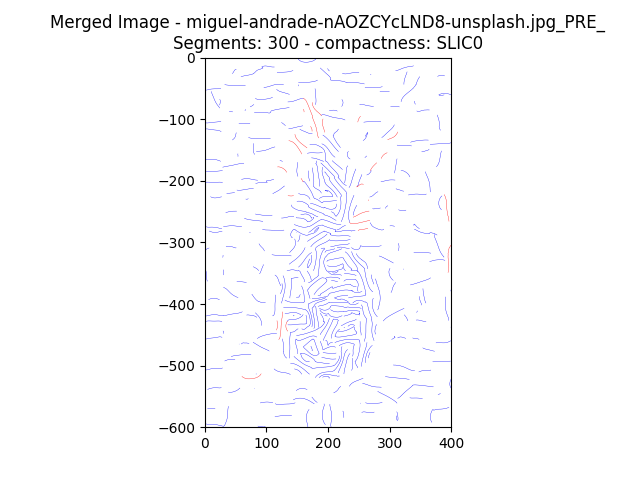 Merged Image - miguel-andrade-nAOZCYcLND8-unsplash.jpg_PRE_
Segments: 300 - compactness: SLIC0
0
−100
−200
−300
−400
−500
−600
0 100 200 300 400